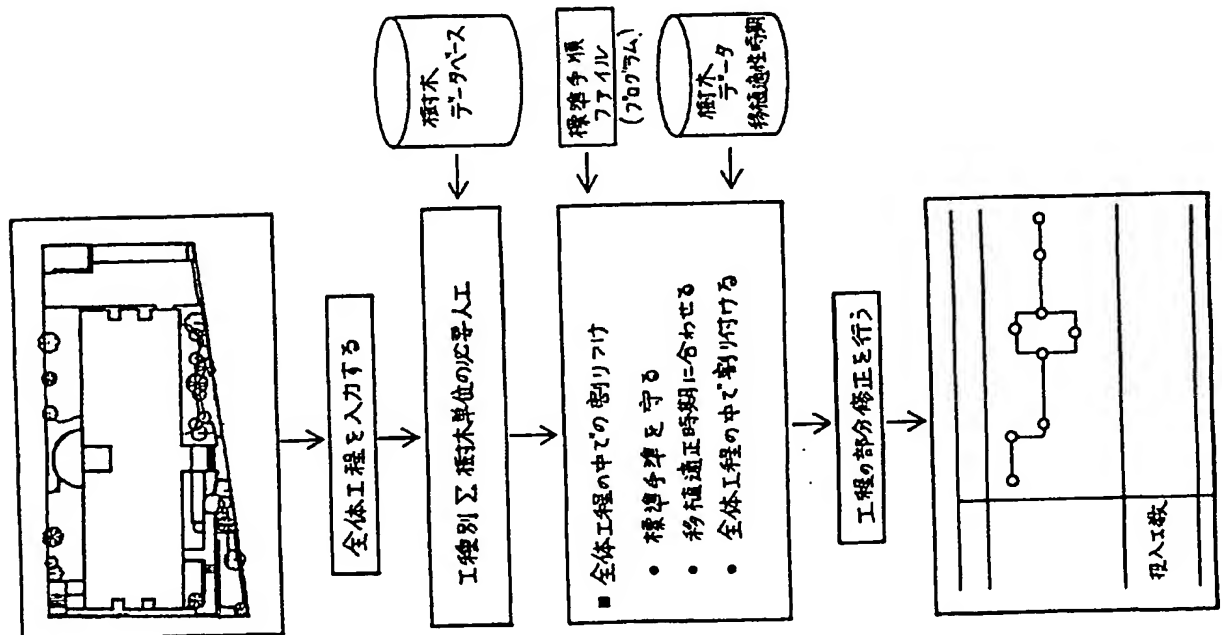 全体工程を入力する
樹木
データベース
工種別 Σ 樹木単位の必要人工
標準手順
ファイル
(プログラム)
樹木
データ
移植適性時期
■ 全体工程の中での割りつけ
• 標準手準を守る
• 移植適正時期に合わせる
• 全体工程の中で割り付ける
工程の部分修正を行う
投入工数